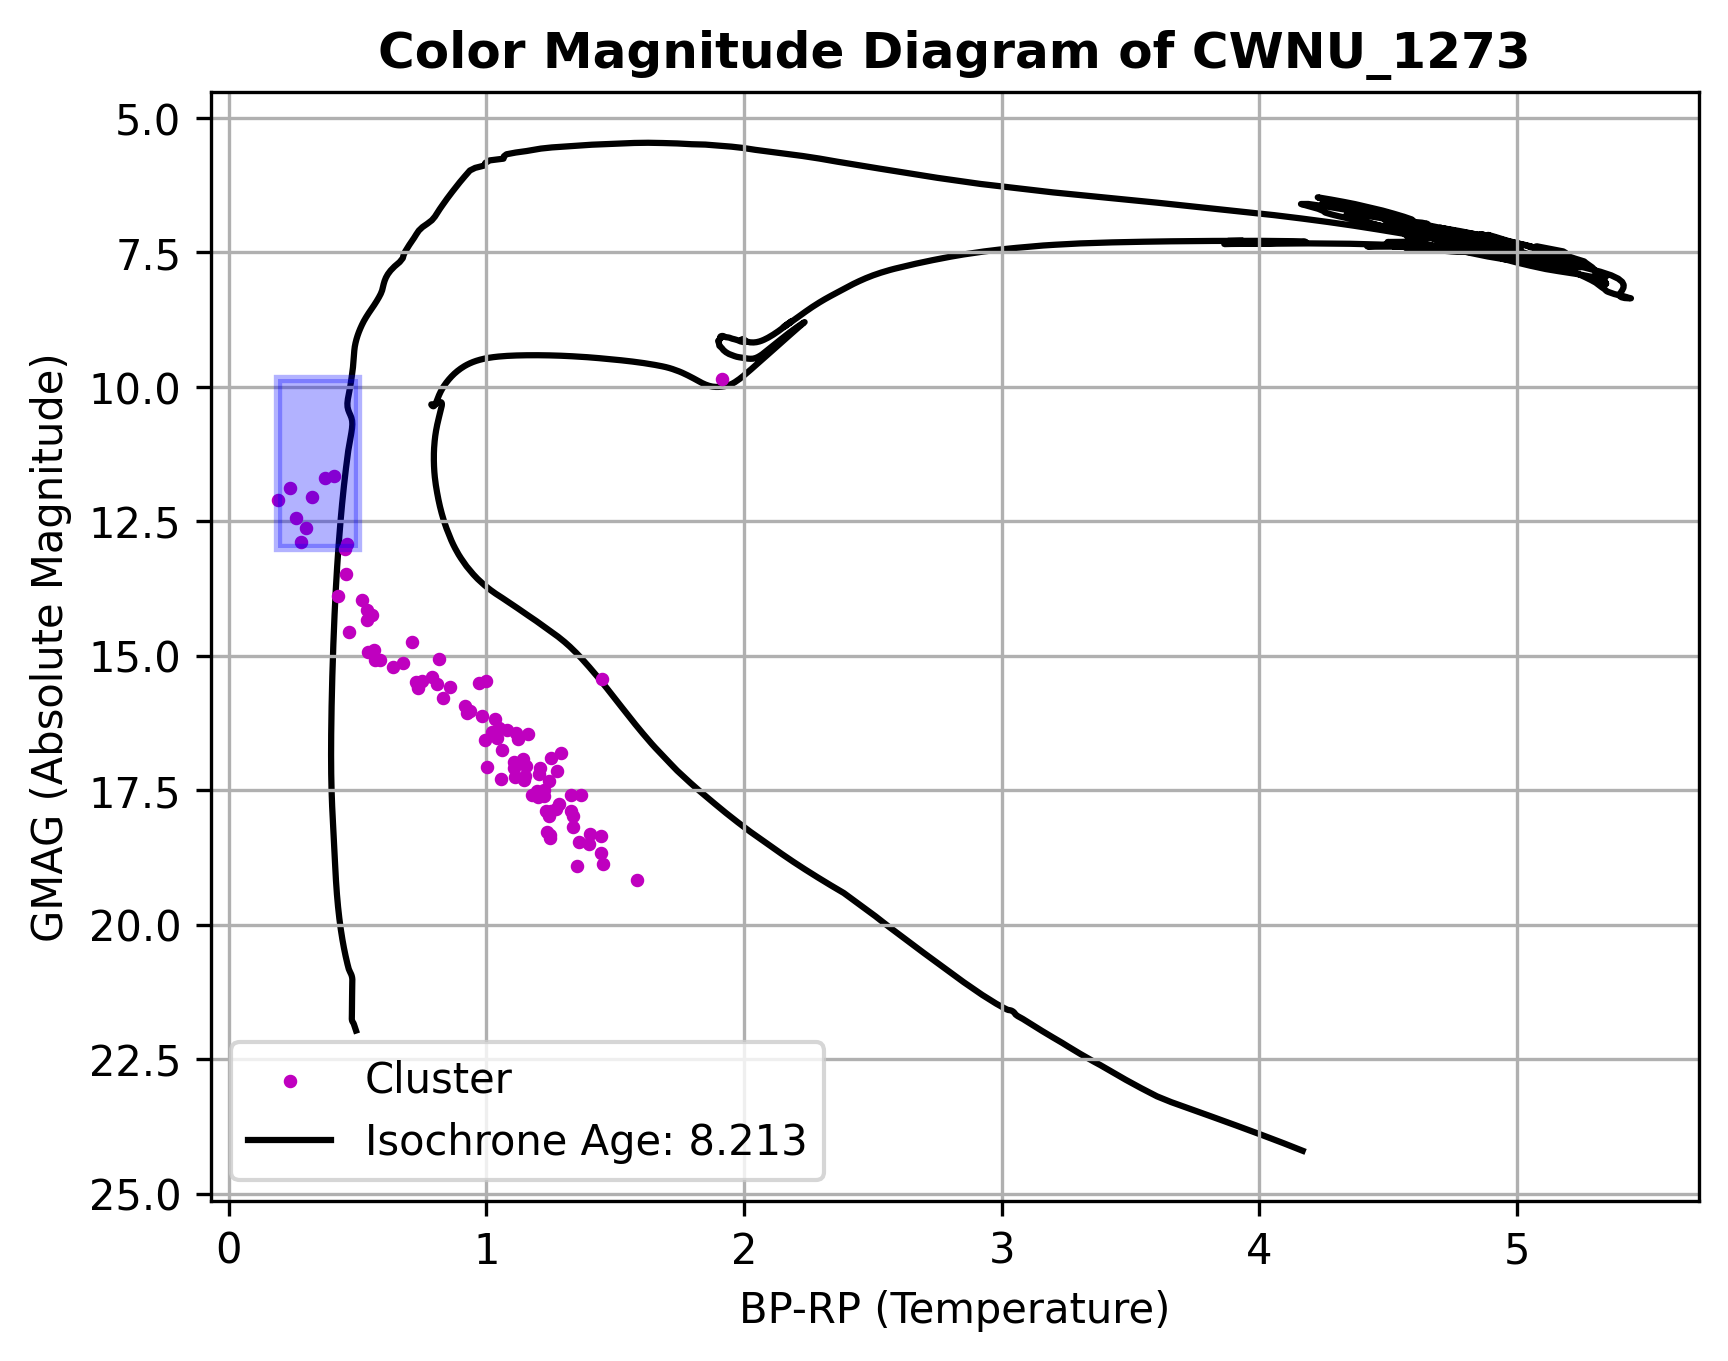 Color Magnitude Diagram of CWNU_1273
GMAG (Absolute Magnitude)
5.0
7.5
10.0
12.5
15.0
17.5
20.0
22.5
25.0
Cluster
Isochrone Age: 8.213
0 1 2 3 4 5
BP-RP (Temperature)